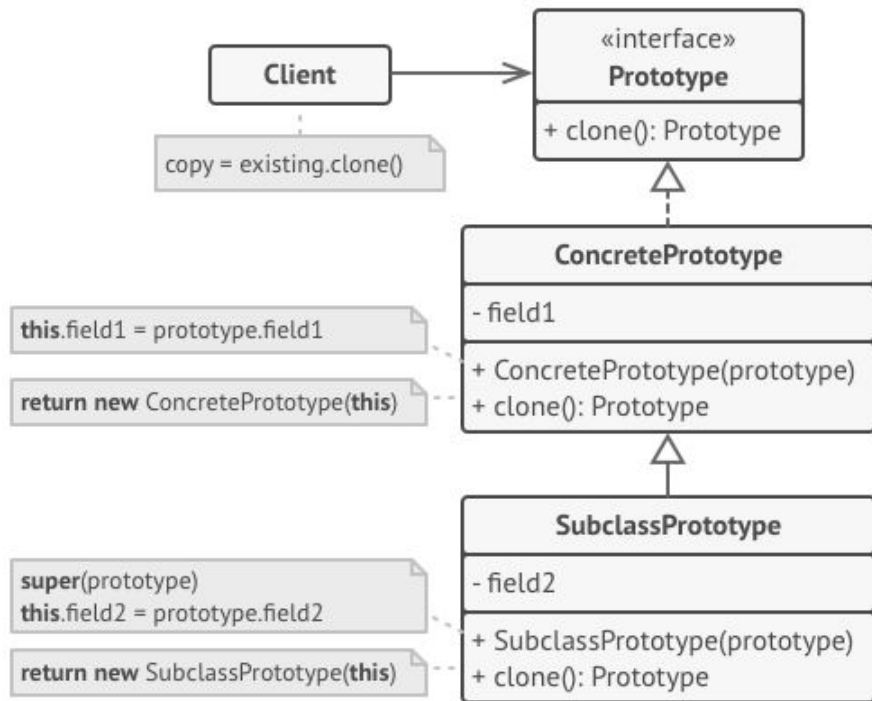 Client
«interface»
Prototype
+ clone(): Prototype
copy = existing.clone()
ConcretePrototype
- field1
this.field1 = prototype.field1
+ ConcretePrototype(prototype)
return new ConcretePrototype(this)
+ clone(): Prototype
SubclassPrototype
- field2
super(prototype)
this.field2 = prototype.field2
+ SubclassPrototype(prototype)
return new SubclassPrototype(this)
+ clone(): Prototype